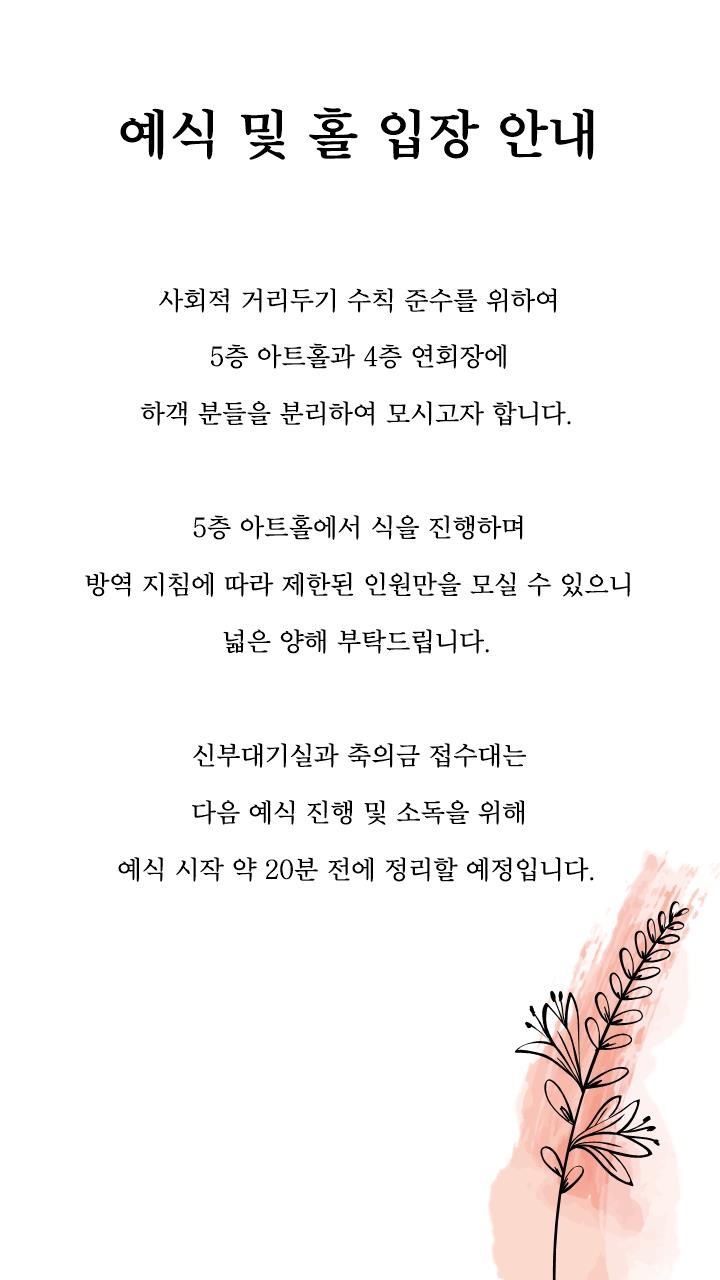 예식 및 홀 입장 안내
사회적 거리두기 수칙 준수를 위하여
5층 아트홀과 4층 연회장에
하객 분들을 분리하여 모시고자 합니다.
5층 아트홀에서 식을 진행하며
방역 지침에 따라 제한된 인원만을 모실 수 있으니
넓은 양해 부탁드립니다.
신부대기실과 축의금 접수대는
다음 예식 진행 및 소독을 위해
예식 시작 약 20분 전에 정리할 예정입니다.